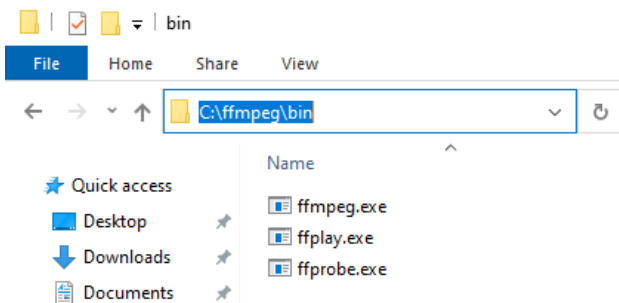 bin
File Home Share View
C:\ffmpeg\bin
Name
Quick access
Desktop
Downloads
Documents
ffmpeg.exe
ffplay.exe
ffprobe.exe